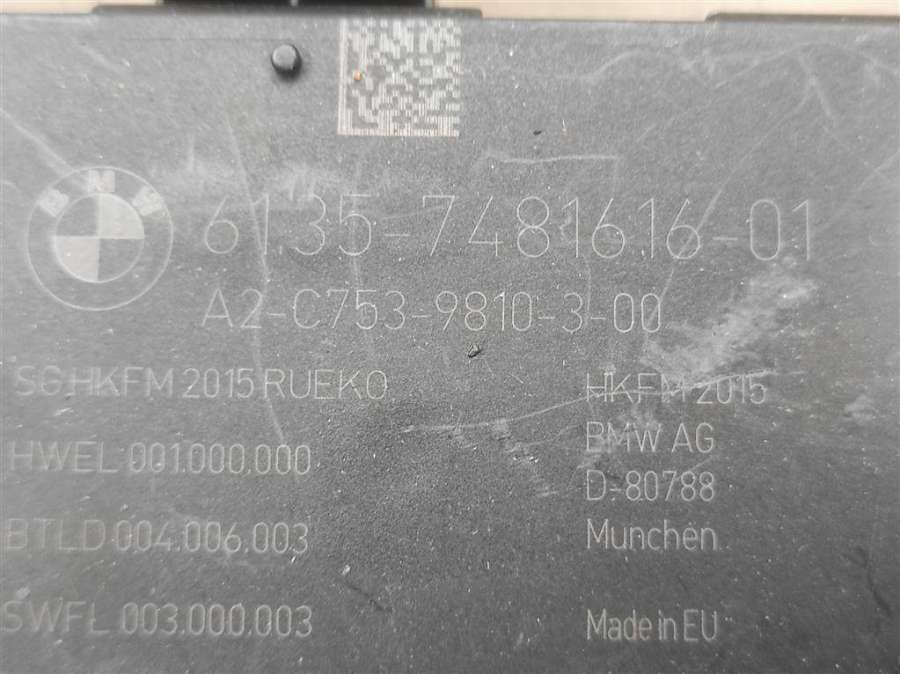 BMW
6135-7481616-01
A2-C753-9810-3-00
SG HKFM 2015 RUEKO
HKFM 2015
HWEL 001.000.000
BMW AG
D-80788
BTLD 004.006.003
Munchen
SWFL 003.000.003
Made in EU